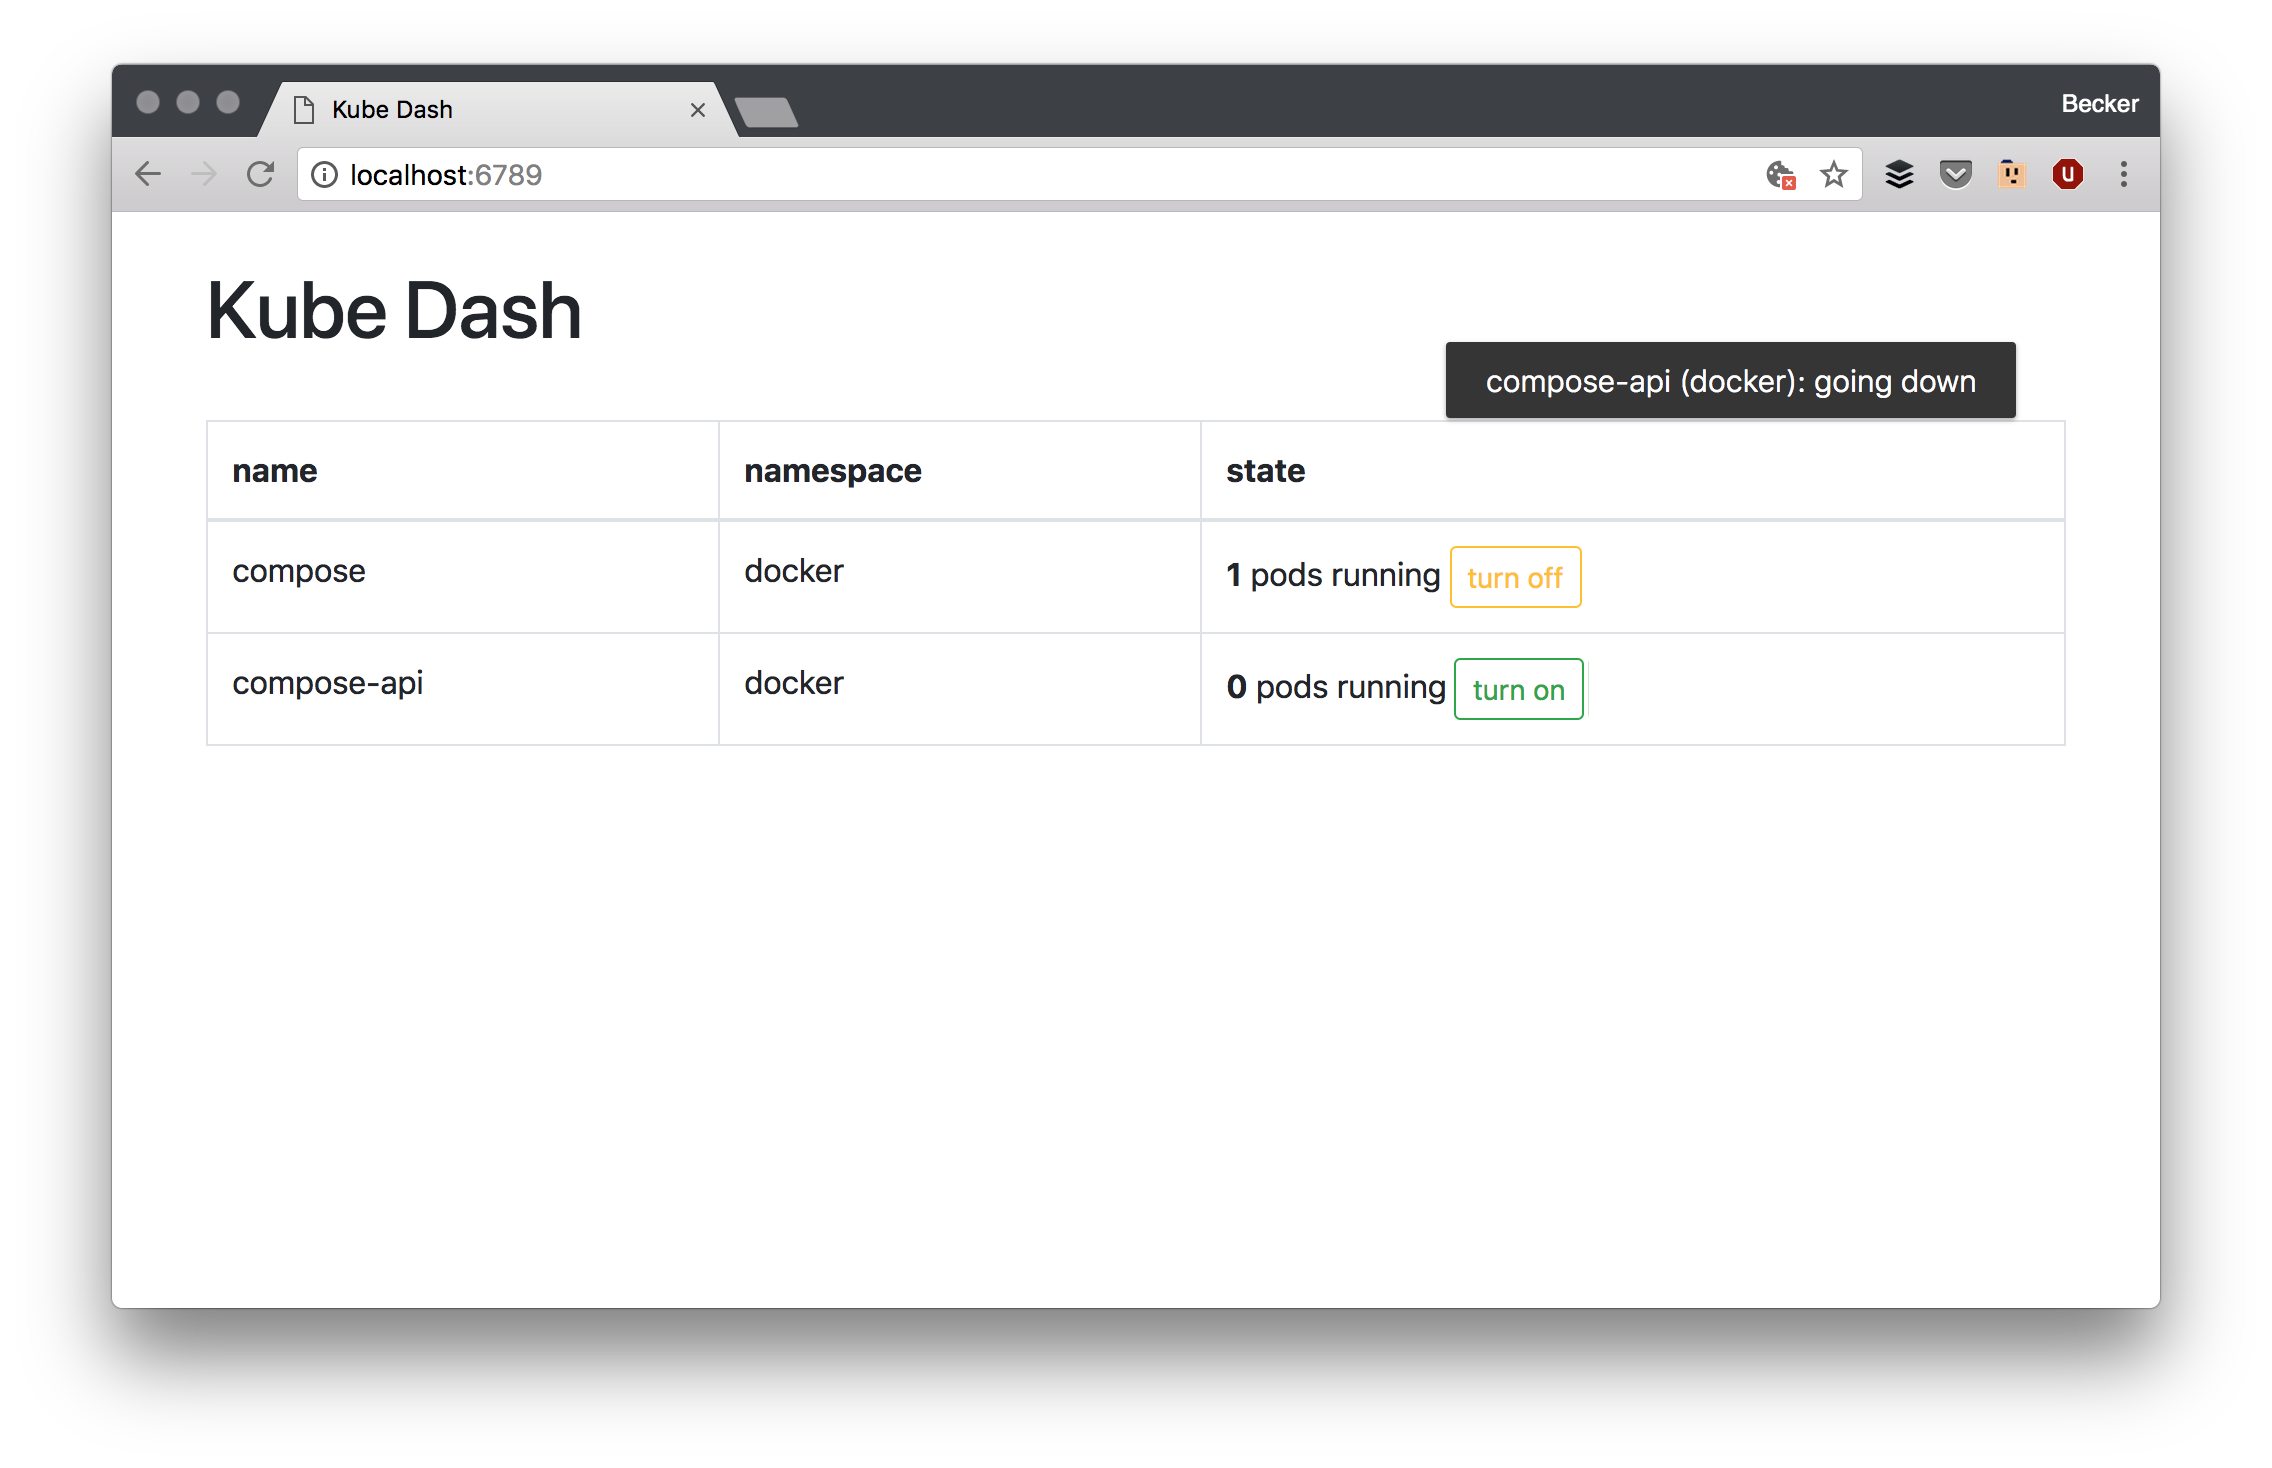 Kube Dash
Becker
localhost:6789
Kube Dash
compose-api (docker): going down
name namespace state
compose docker 1 pods running turn off
compose-api docker 0 pods running turn on